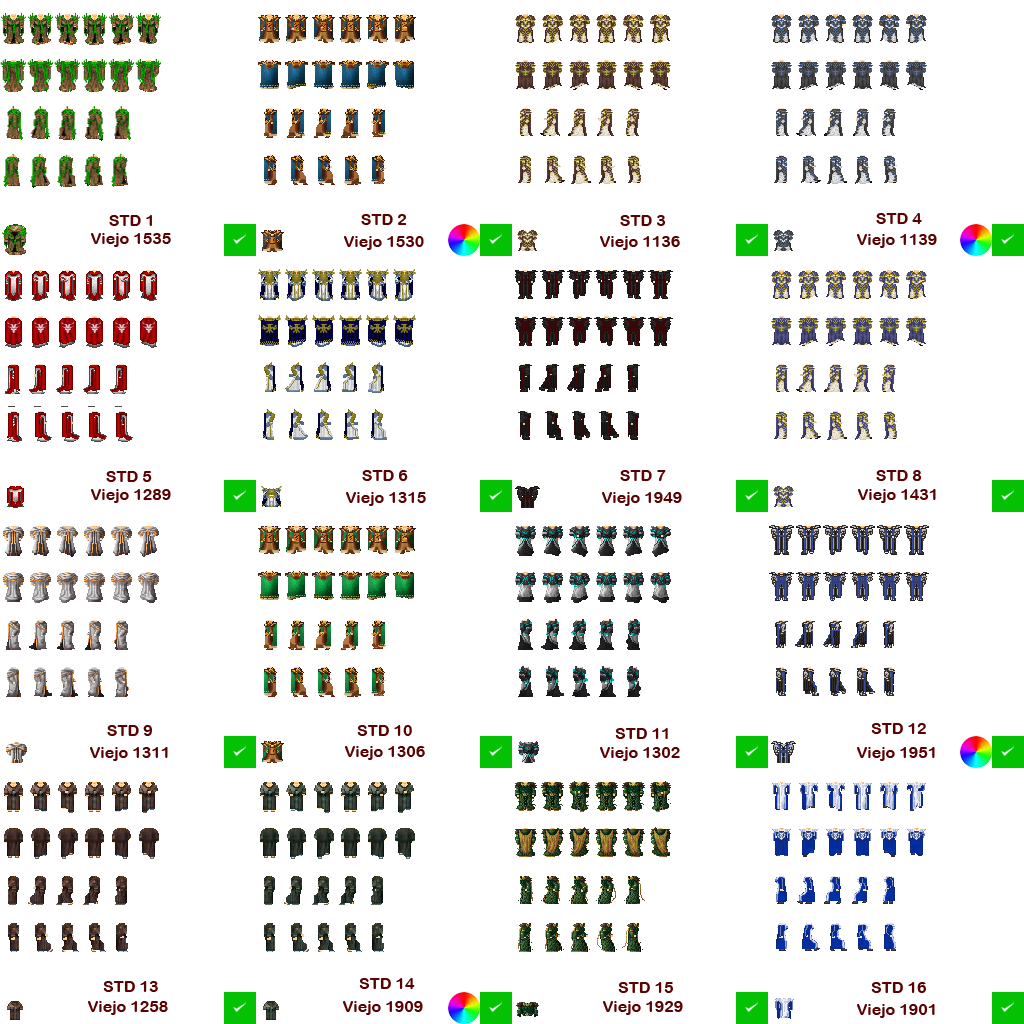 STD 1
Viejo 1535
STD 2
Viejo 1530
STD 3
Viejo 1136
STD 4
Viejo 1139
STD 5
Viejo 1289
STD 6
Viejo 1315
STD 7
Viejo 1949
STD 8
Viejo 1431
STD 9
Viejo 1311
STD 10
Viejo 1306
STD 11
Viejo 1302
STD 12
Viejo 1951
STD 13
Viejo 1258
STD 14
Viejo 1909
STD 15
Viejo 1929
STD 16
Viejo 1901